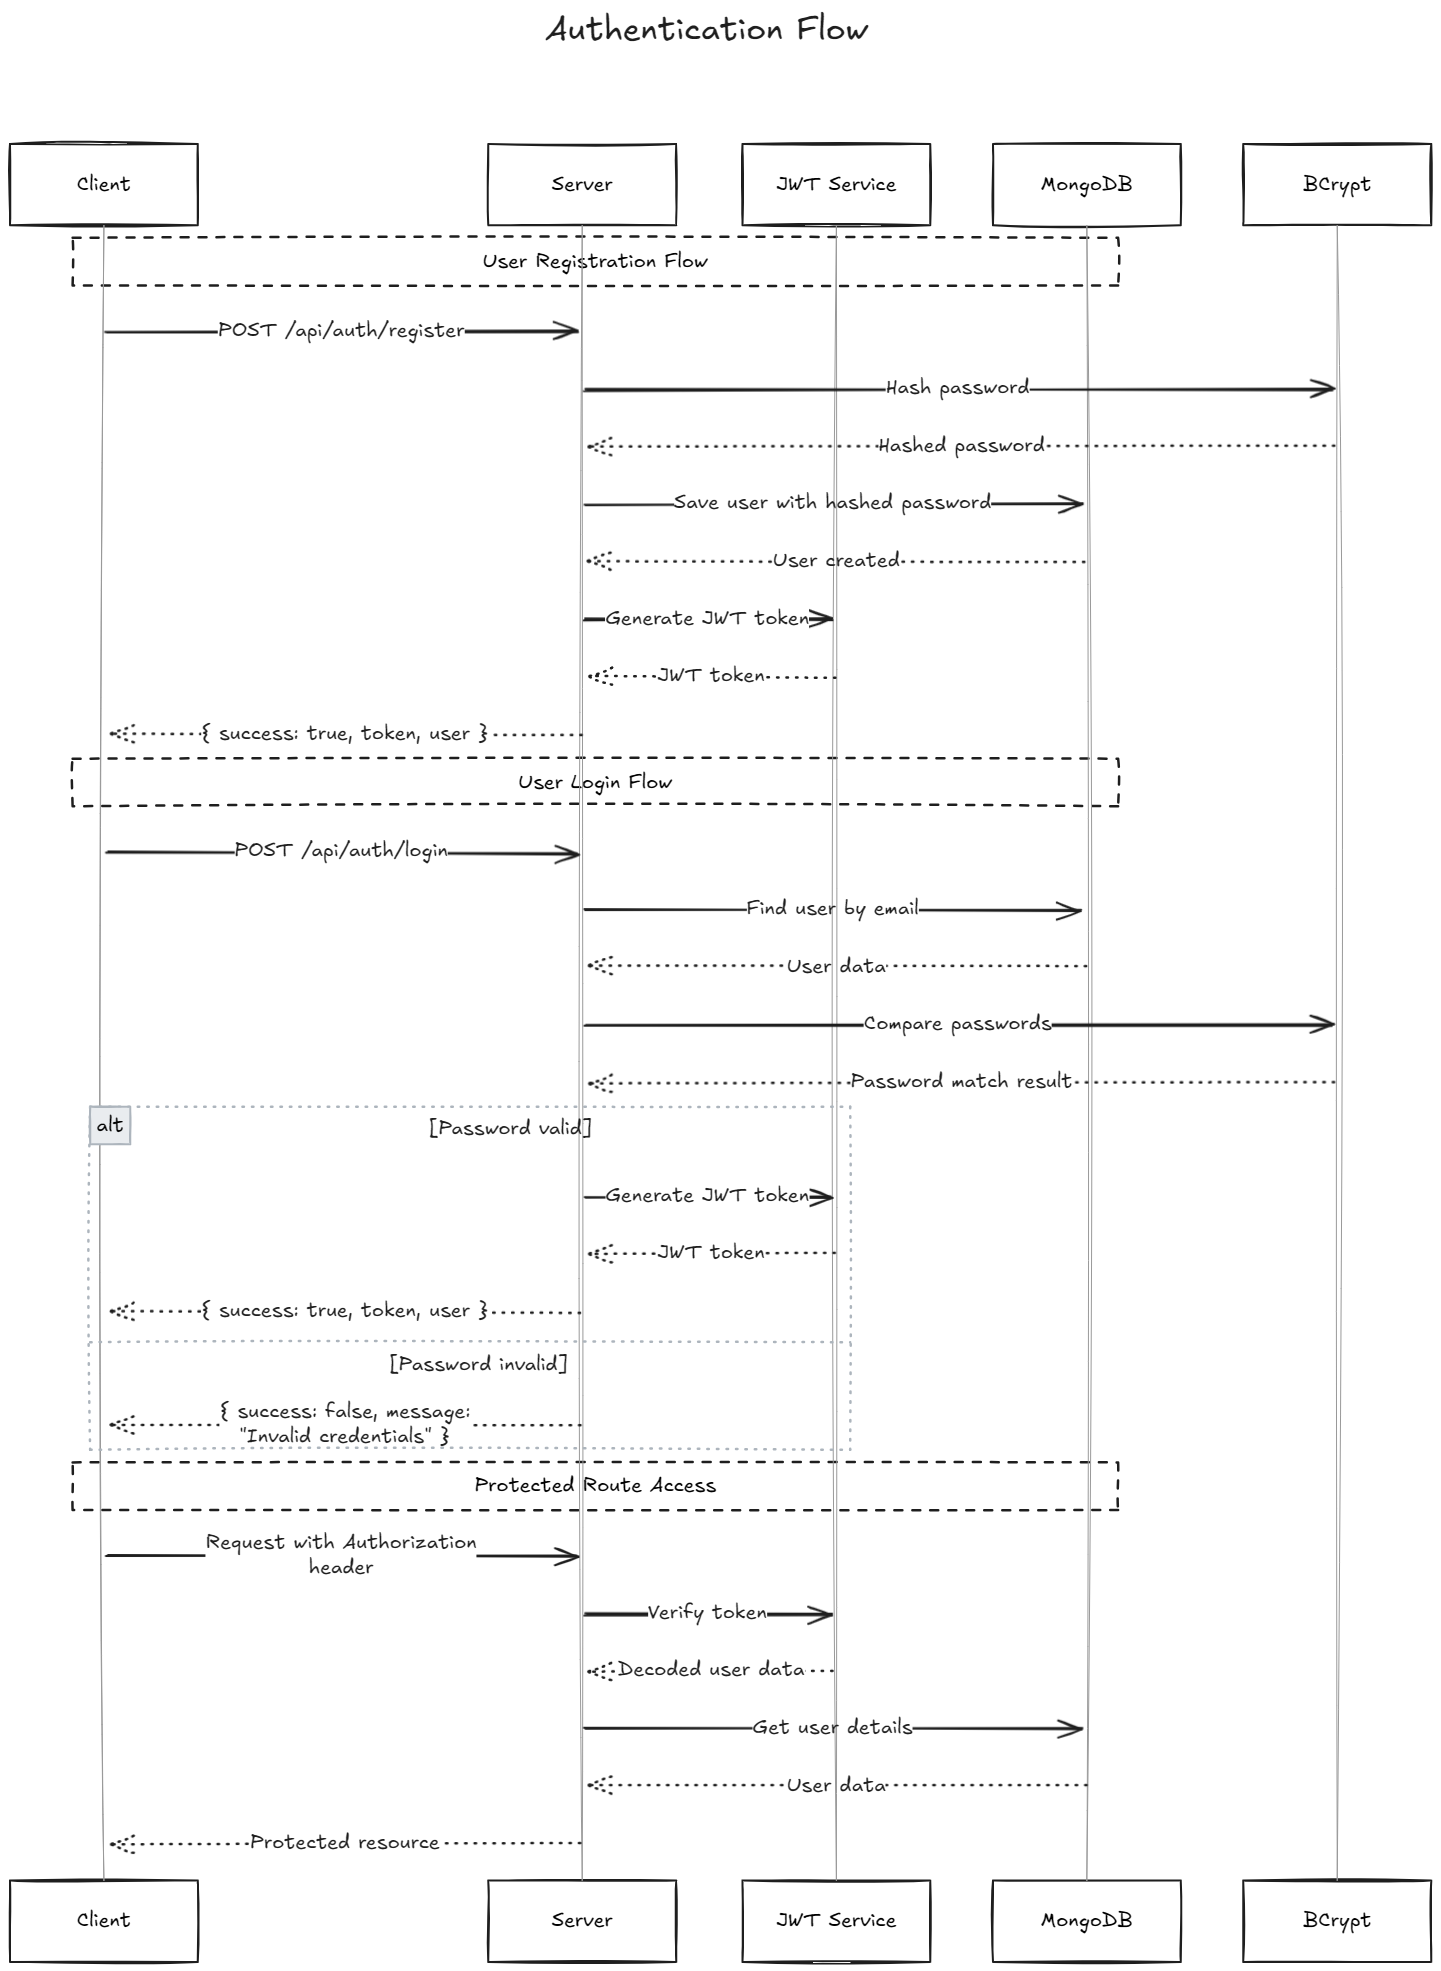 Authentication Flow
Client
Server
JWT Service
MongoDB
BCrypt
User Registration Flow
POST /api/auth/register
Hash password
Hashed password
Save user with hashed password
User created
Generate JWT token
JWT token
{ success: true, token, user }
User Login Flow
POST /api/auth/login
Find user by email
User data
Compare passwords
Password match result
alt
[Password valid]
Generate JWT token
JWT token
{ success: true, token, user }
[Password invalid]
{ success: false, message:
"Invalid credentials" }
Protected Route Access
Request with Authorization
header
Verify token
Decoded user data
Get user details
User data
Protected resource
Client
Server
JWT Service
MongoDB
BCrypt